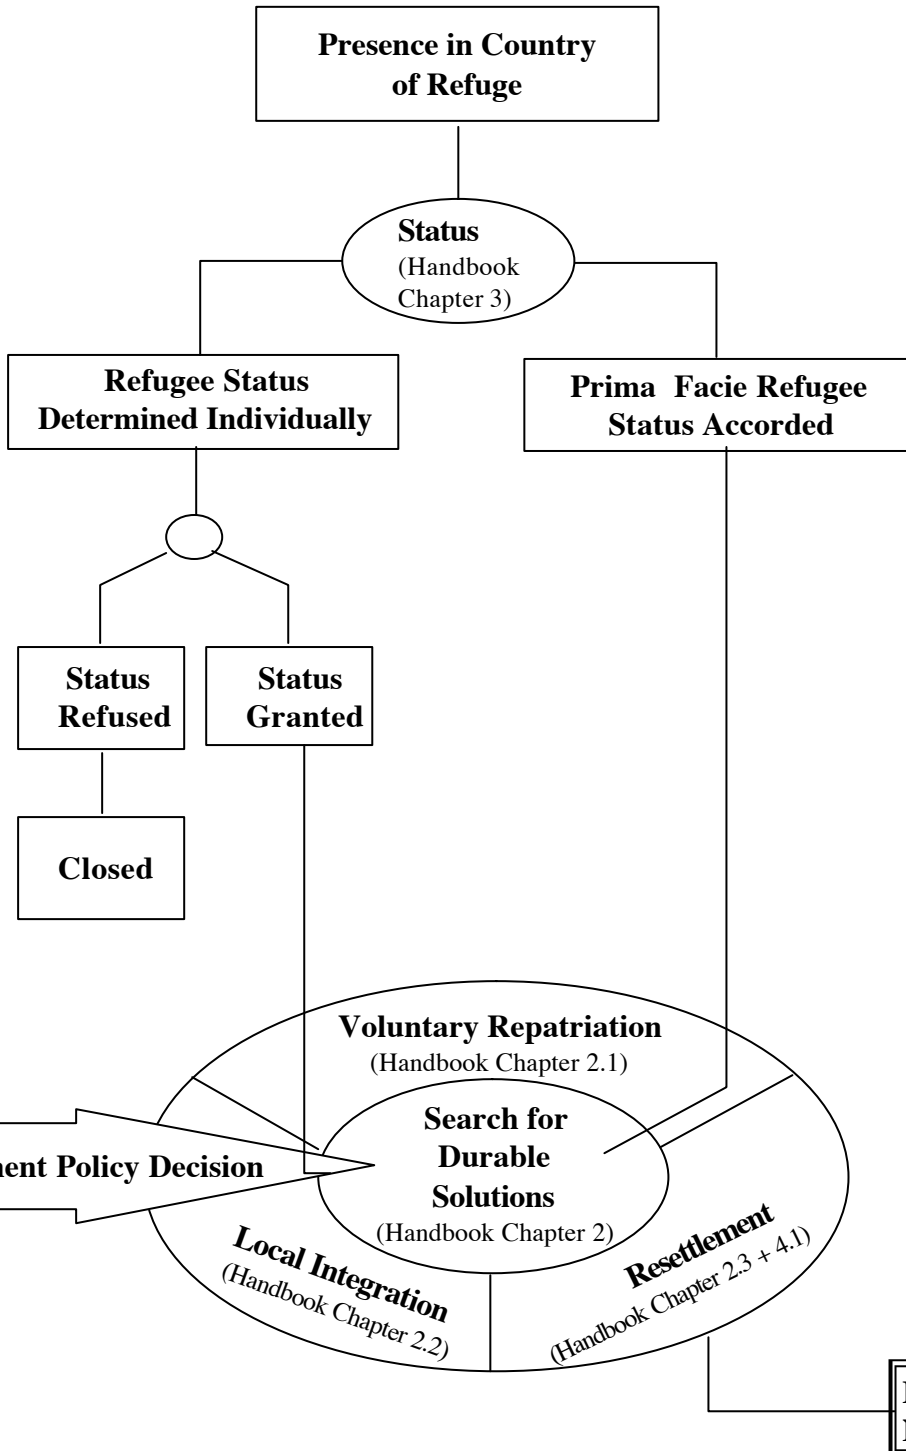 Presence in Country
of Refuge
Status
(Handbook
Chapter 3)
Refugee Status
Determined Individually
Prima Facie Refugee
Status Accorded
Status
Refused
Status
Granted
Closed
Voluntary Repatriation
(Handbook Chapter 2.1)
Search for
Durable
Solutions
(Handbook Chapter 2)
Policy Decision
Local Integration
(Handbook Chapter 2.2)
Resettlement
(Handbook Chapter 2.3 + 4.1)